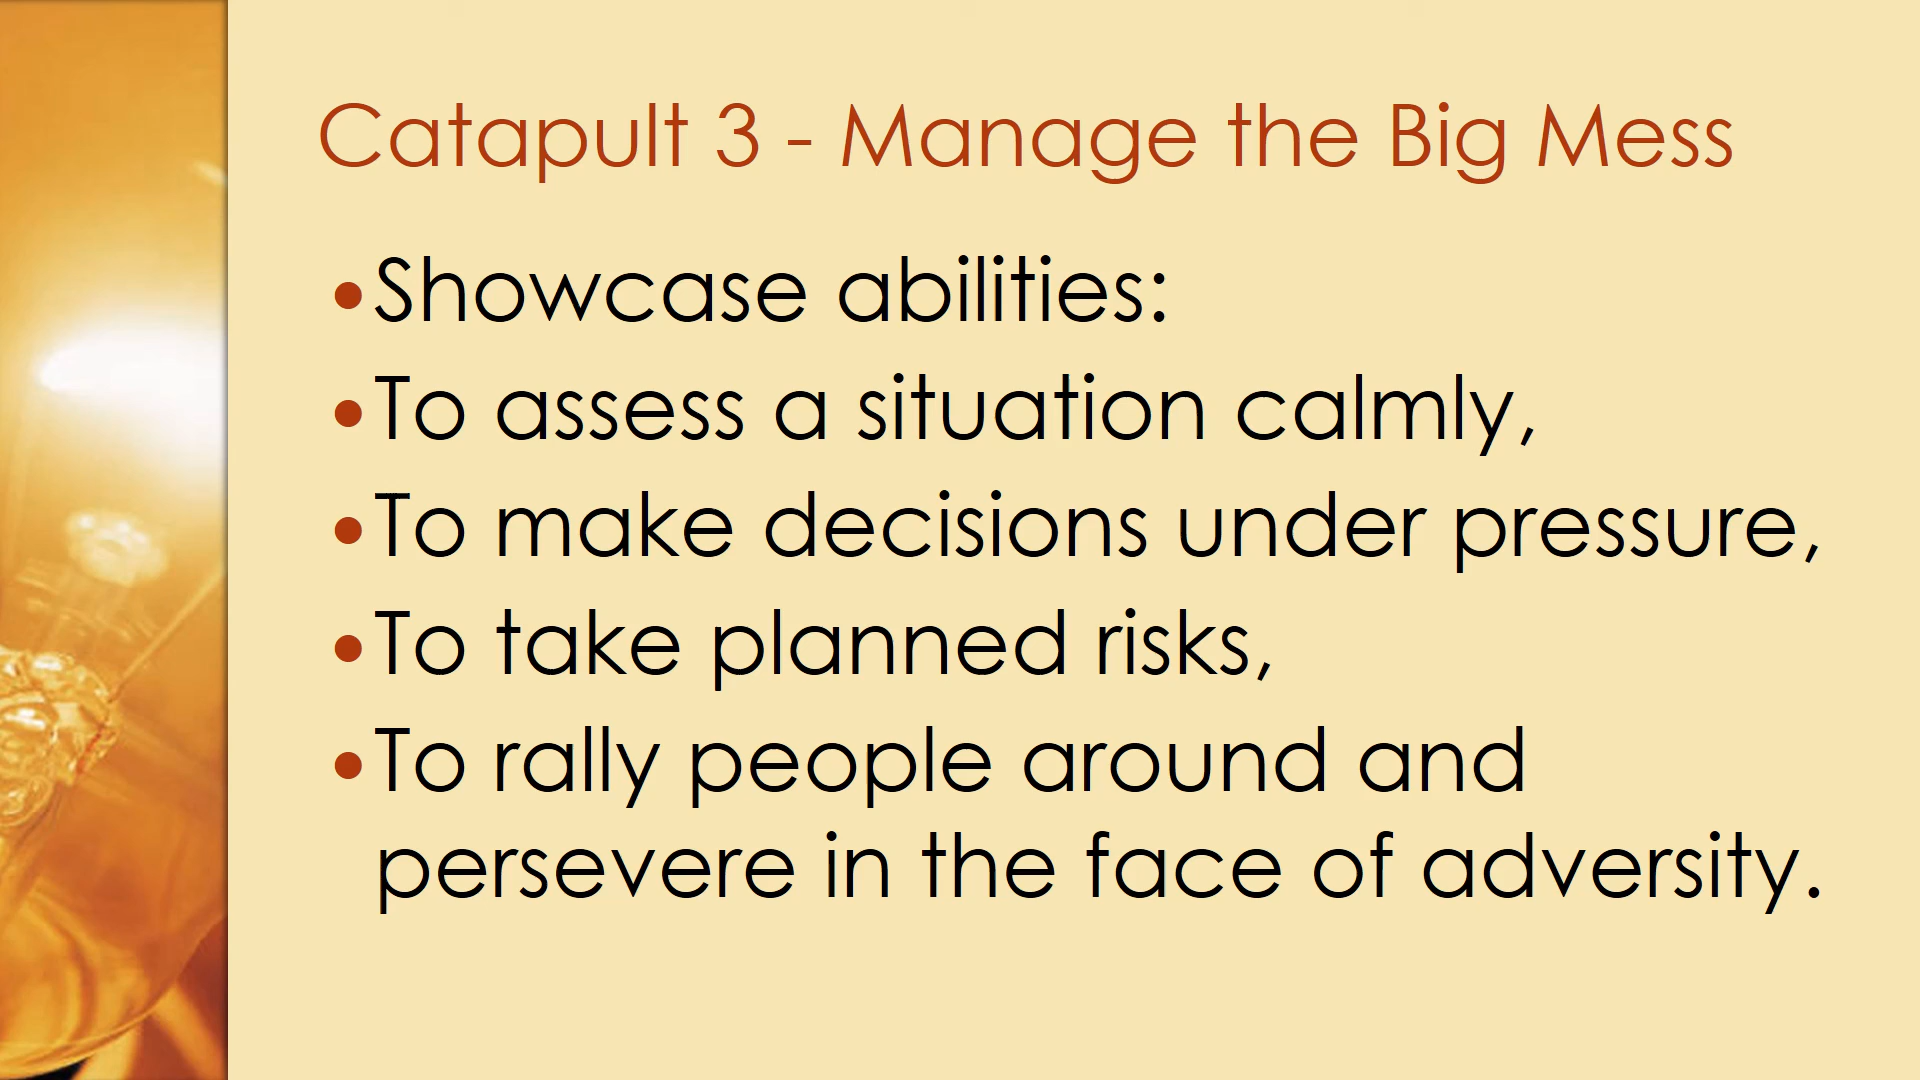 Catapult 3 - Manage the Big Mess
•Showcase abilities:
•To assess a situation calmly,
•To make decisions under pressure,
•To take planned risks,
•To rally people around and
persevere in the face of adversity.